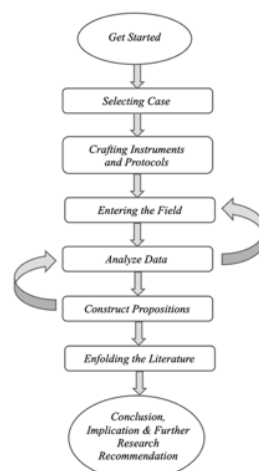 Get Started
Selecting Case
Crafting Instruments
and Protocols
Entering the Field
Analyze Data
Construct Propositions
Enfolding the Literature
Conclusion,
Implication & Further
Research
Recommendation